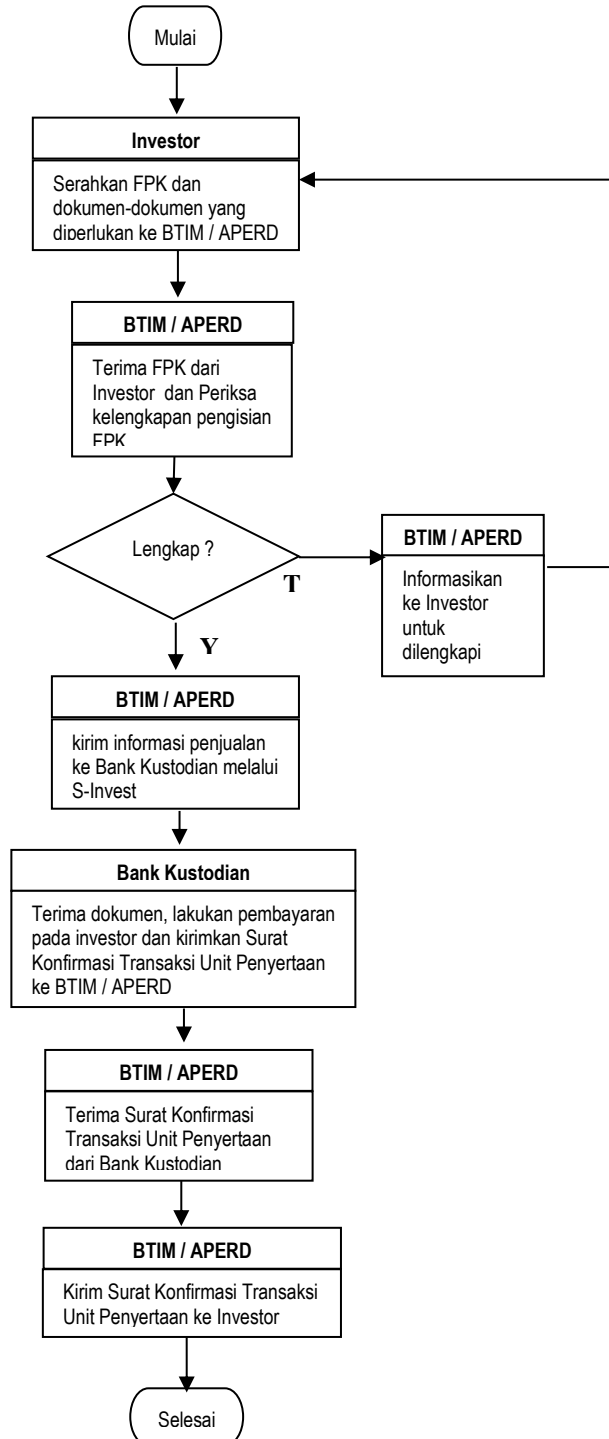 Mulai
Investor
Serahkan FPK dan
dokumen-dokumen yang
diperlukan ke BTIM / APERD
BTIM / APERD
Terima FPK dari
Investor dan Periksa
kelengkapan pengisian
FPK
Lengkap ?
T
BTIM / APERD
Informasikan
ke Investor
untuk
dilengkapi
Y
BTIM / APERD
kirim informasi penjualan
ke Bank Kustodian melalui
S-Invest
Bank Kustodian
Terima dokumen, lakukan pembayaran
pada investor dan kirimkan Surat
Konfirmasi Transaksi Unit Penyertaan
ke BTIM / APERD
BTIM / APERD
Terima Surat Konfirmasi
Transaksi Unit Penyertaan
dari Bank Kustodian
BTIM / APERD
Kirim Surat Konfirmasi Transaksi
Unit Penyertaan ke Investor
Selesai